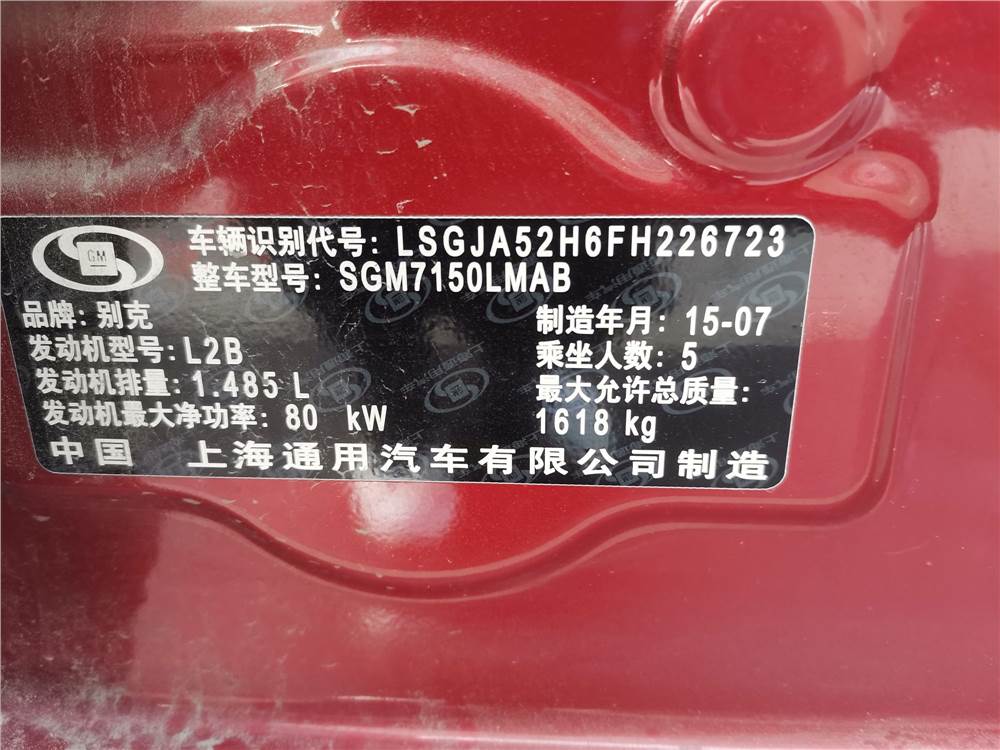 GM
车辆识别代号: LSGJA52H6FH226723
整车型号: SGM7150LMAB
品牌: 别克
制造年月: 15-07
发动机型号: L2B
乘坐人数: 5
发动机排量: 1.485 L
最大允许总质量:
发动机最大净功率: 80 kW
1618 kg
中国 上海通用汽车有限公司制造